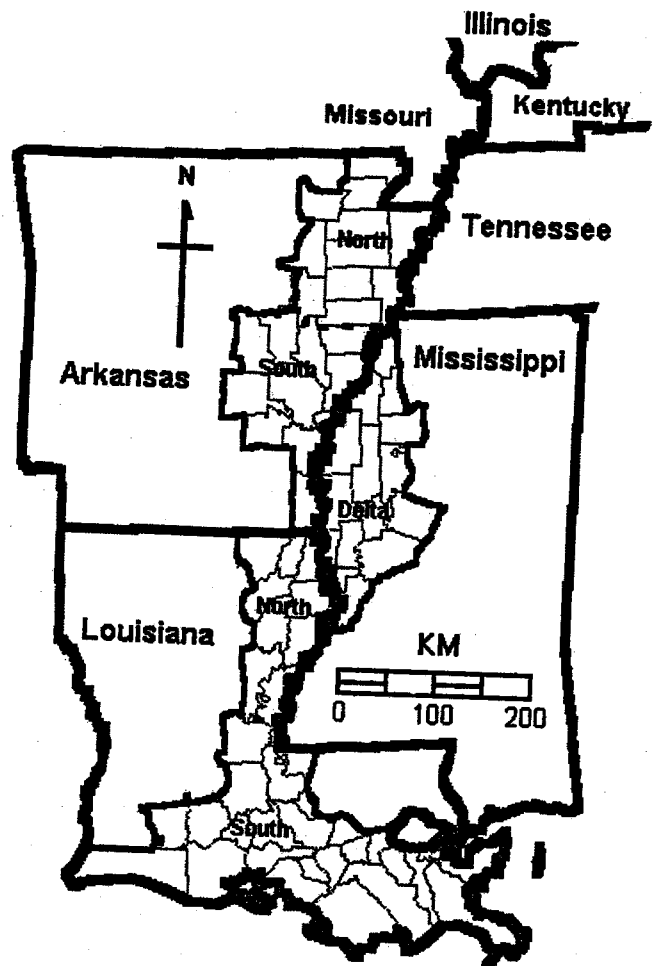 Illinois
Kentucky
Missouri
N
North
Tennessee
Arkansas
South
Mississippi
Delta
North
Louisiana
KM
0 100 200
South